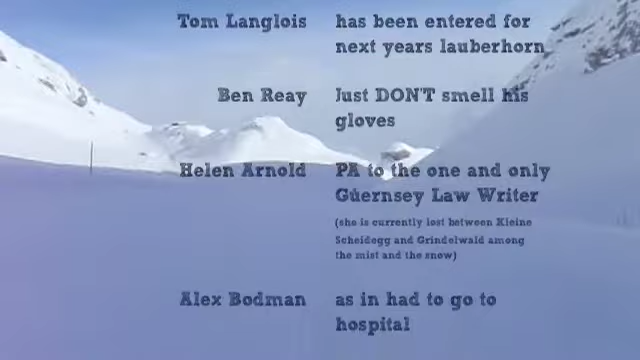 Tom Langlois has been entered for
next years lauberhorn
Ben Reay Just DON'T smell his
gloves
Helen Arnold PA to the one and only
Guernsey Law Writer
(she is currently lost between Kleine
Scheidegg and Grindelwald among
the mist and the snow)
Alex Bodman as in had to go to
hospital